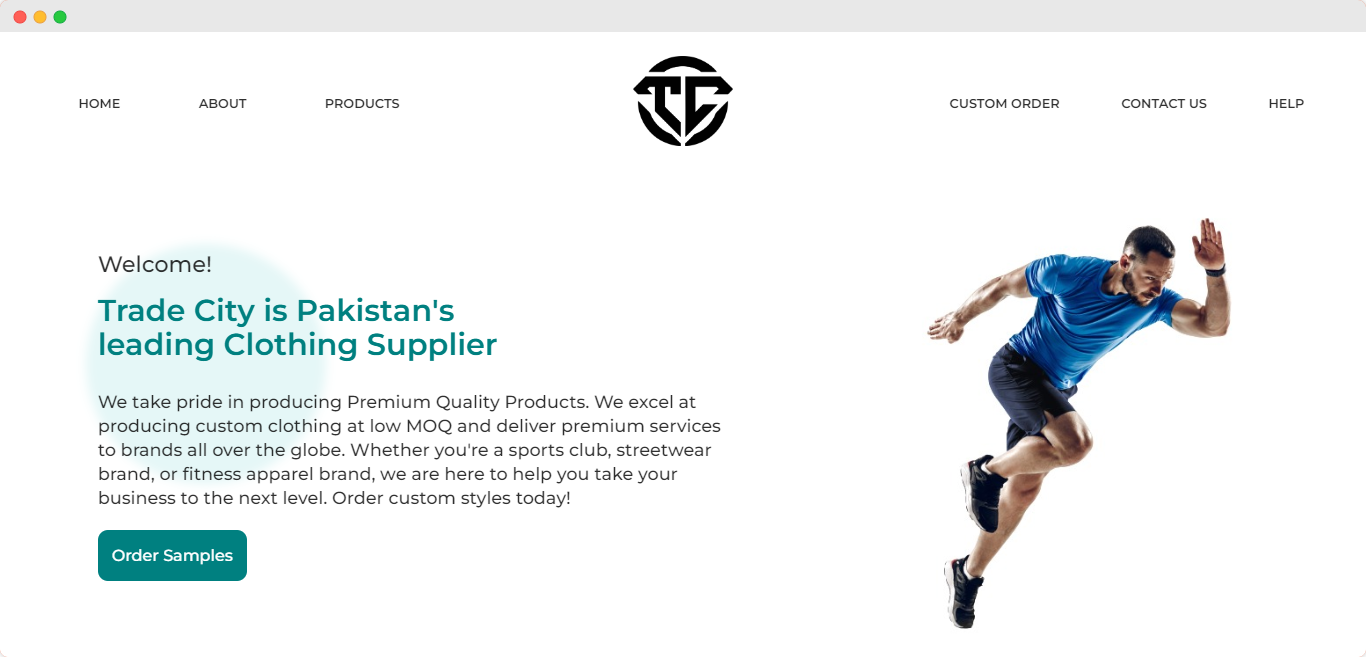 HOME
ABOUT
PRODUCTS
TC
CUSTOM ORDER
CONTACT US
HELP
Welcome!
Trade City is Pakistan's
leading Clothing Supplier
We take pride in producing Premium Quality Products. We excel at
producing custom clothing at low MOQ and deliver premium services
to brands all over the globe. Whether you're a sports club, streetwear
brand, or fitness apparel brand, we are here to help you take your
business to the next level. Order custom styles today!
Order Samples